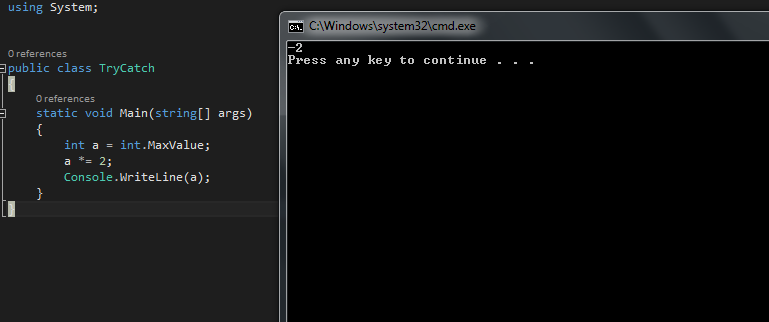 using System;
0 references
public class TryCatch
{
0 references
static void Main(string[] args)
{
int a = int.MaxValue;
a *= 2;
Console.WriteLine(a);
}
}
C:\Windows\system32\cmd.exe
-2
Press any key to continue . . .